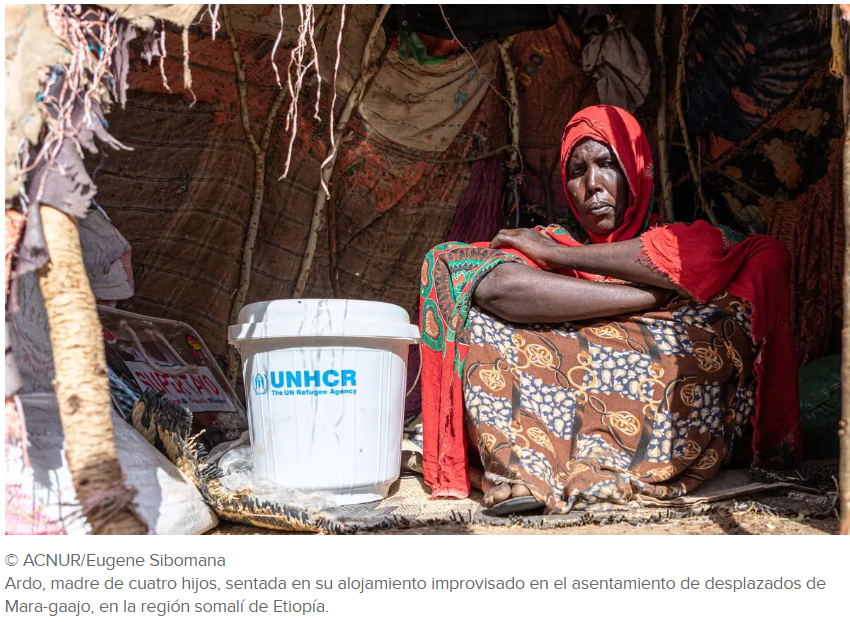 UNHCR
The UN Refugee Agency
© ACNUR/Eugene Sibomana
Ardo, madre de cuatro hijos, sentada en su alojamiento improvisado en el asentamiento de desplazados de
Mara-gaajo, en la región somalí de Etiopía.